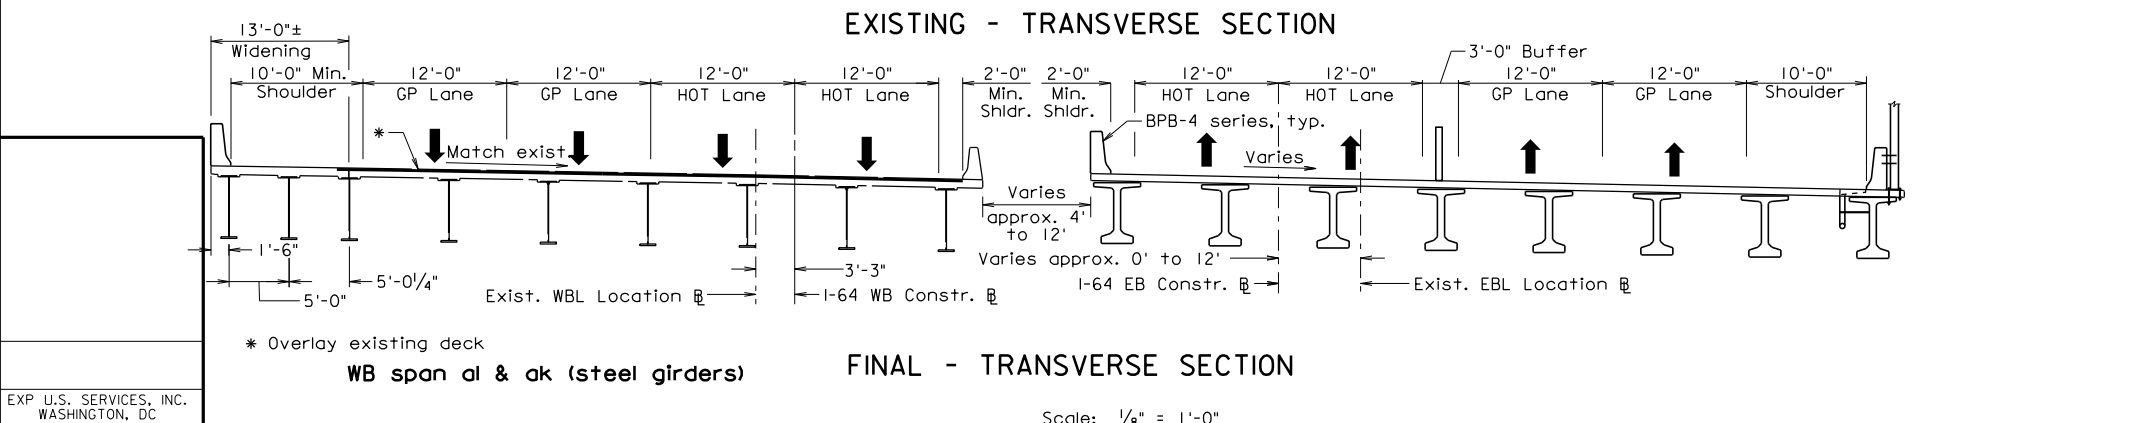 EXISTING - TRANSVERSE SECTION
13'-0"±
Widening
10'-0" Min.
Shoulder
12'-0"
GP Lane
12'-0"
GP Lane
12'-0"
HOT Lane
12'-0"
HOT Lane
2'-0"
Min.
Shldr.
2'-0"
Min.
Shldr.
12'-0"
HOT Lane
12'-0"
HOT Lane
3'-0" Buffer
12'-0"
GP Lane
12'-0"
GP Lane
10'-0"
Shoulder
*
Match exist.
BPB-4 series, typ.
Varies
Varies
approx. 4'
to 12'
1'-6"
5'-0"
5'-0¼"
3'-3"
Exist. WBL Location BL
I-64 WB Constr. BL
Varies approx. 0' to 12'
I-64 EB Constr. BL
Exist. EBL Location BL
* Overlay existing deck
WB span al & ak (steel girders)
FINAL - TRANSVERSE SECTION
Scale: ⅛" = 1'-0"
EXP U.S. SERVICES, INC.
WASHINGTON, DC